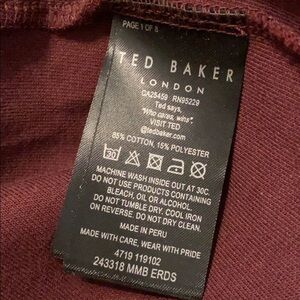 PAGE 1 OF 8
TED BAKER
LONDON
CA25459 RN95229
Ted says,
"Who cares, wins".
VISIT TED
@tedbaker.com
85% COTTON, 15% POLYESTER
MACHINE WASH INSIDE OUT AT 30C.
DO NOT USE PRODUCTS CONTAINING
BLEACH, OIL OR ALCOHOL.
DO NOT TUMBLE DRY. COOL IRON
ON REVERSE. DO NOT DRY CLEAN.
MADE IN PERU
MADE WITH CARE, WEAR WITH PRIDE
4719 119102
243318 MMB ERDS